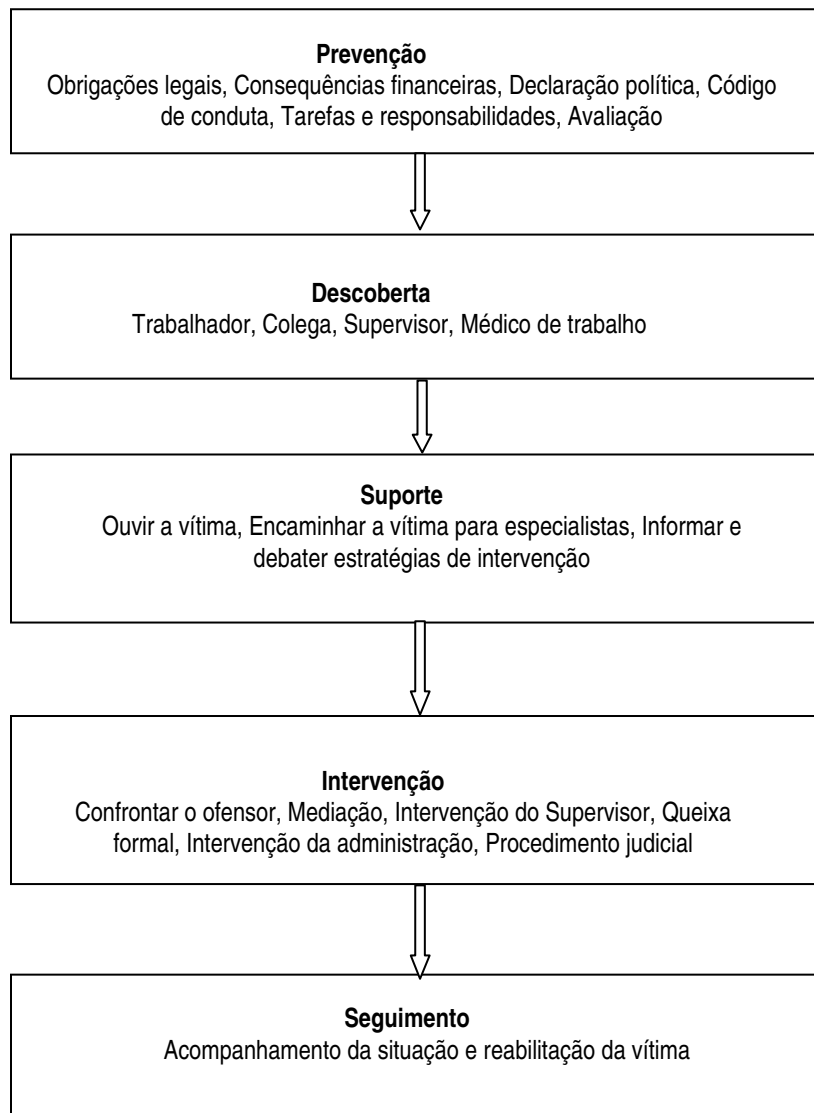 Prevenção
Obrigações legais, Consequências financeiras, Declaração política, Código
de conduta, Tarefas e responsabilidades, Avaliação
Descoberta
Trabalhador, Colega, Supervisor, Médico de trabalho
Suporte
Ouvir a vítima, Encaminhar a vítima para especialistas, Informar e
debater estratégias de intervenção
Intervenção
Confrontar o ofensor, Mediação, Intervenção do Supervisor, Queixa
formal, Intervenção da administração, Procedimento judicial
Seguimento
Acompanhamento da situação e reabilitação da vítima